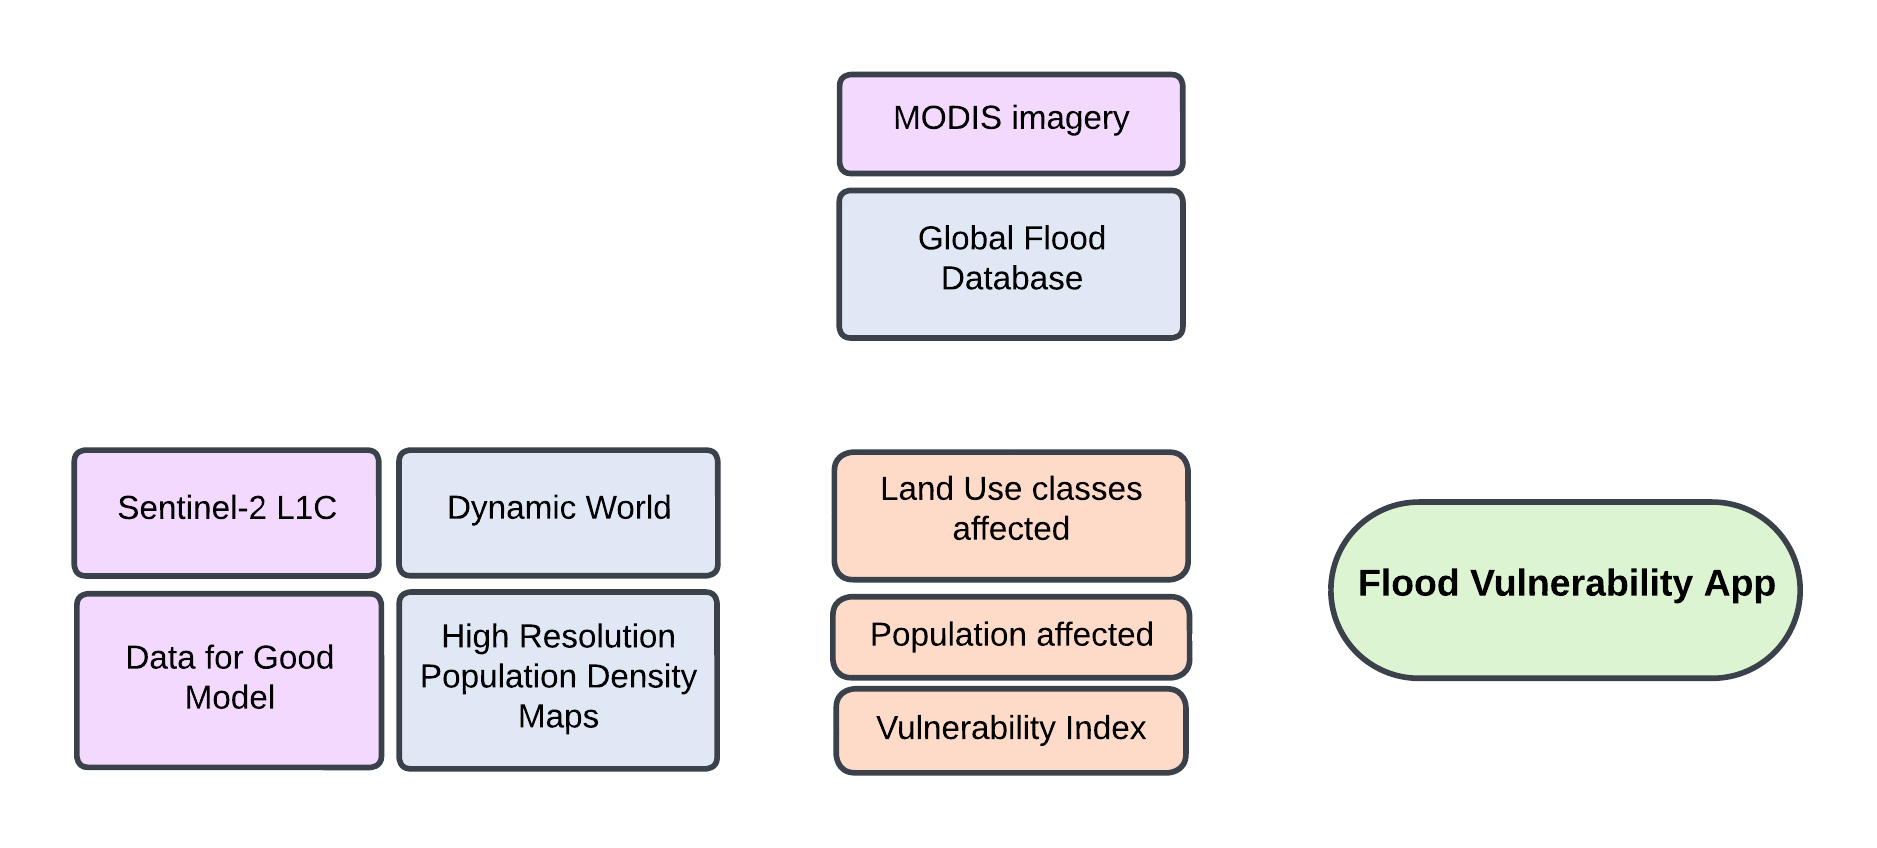 MODIS imagery
Global Flood
Database
Sentinel-2 L1C
Dynamic World
Data for Good
Model
High Resolution
Population Density
Maps
Land Use classes
affected
Population affected
Vulnerability Index
Flood Vulnerability App